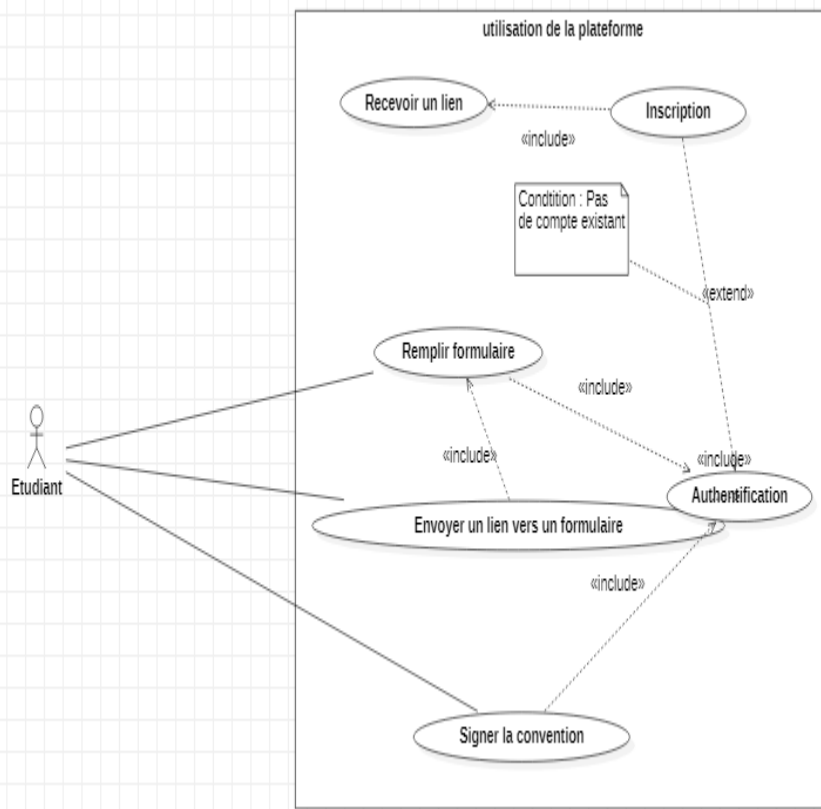 utilisation de la plateforme
Recevoir un lien
Inscription
«include»
Condtition : Pas
de compte existant
«extend»
Remplir formulaire
«include»
«include»
«include»
Etudiant
Authentification
Envoyer un lien vers un formulaire
«include»
Signer la convention